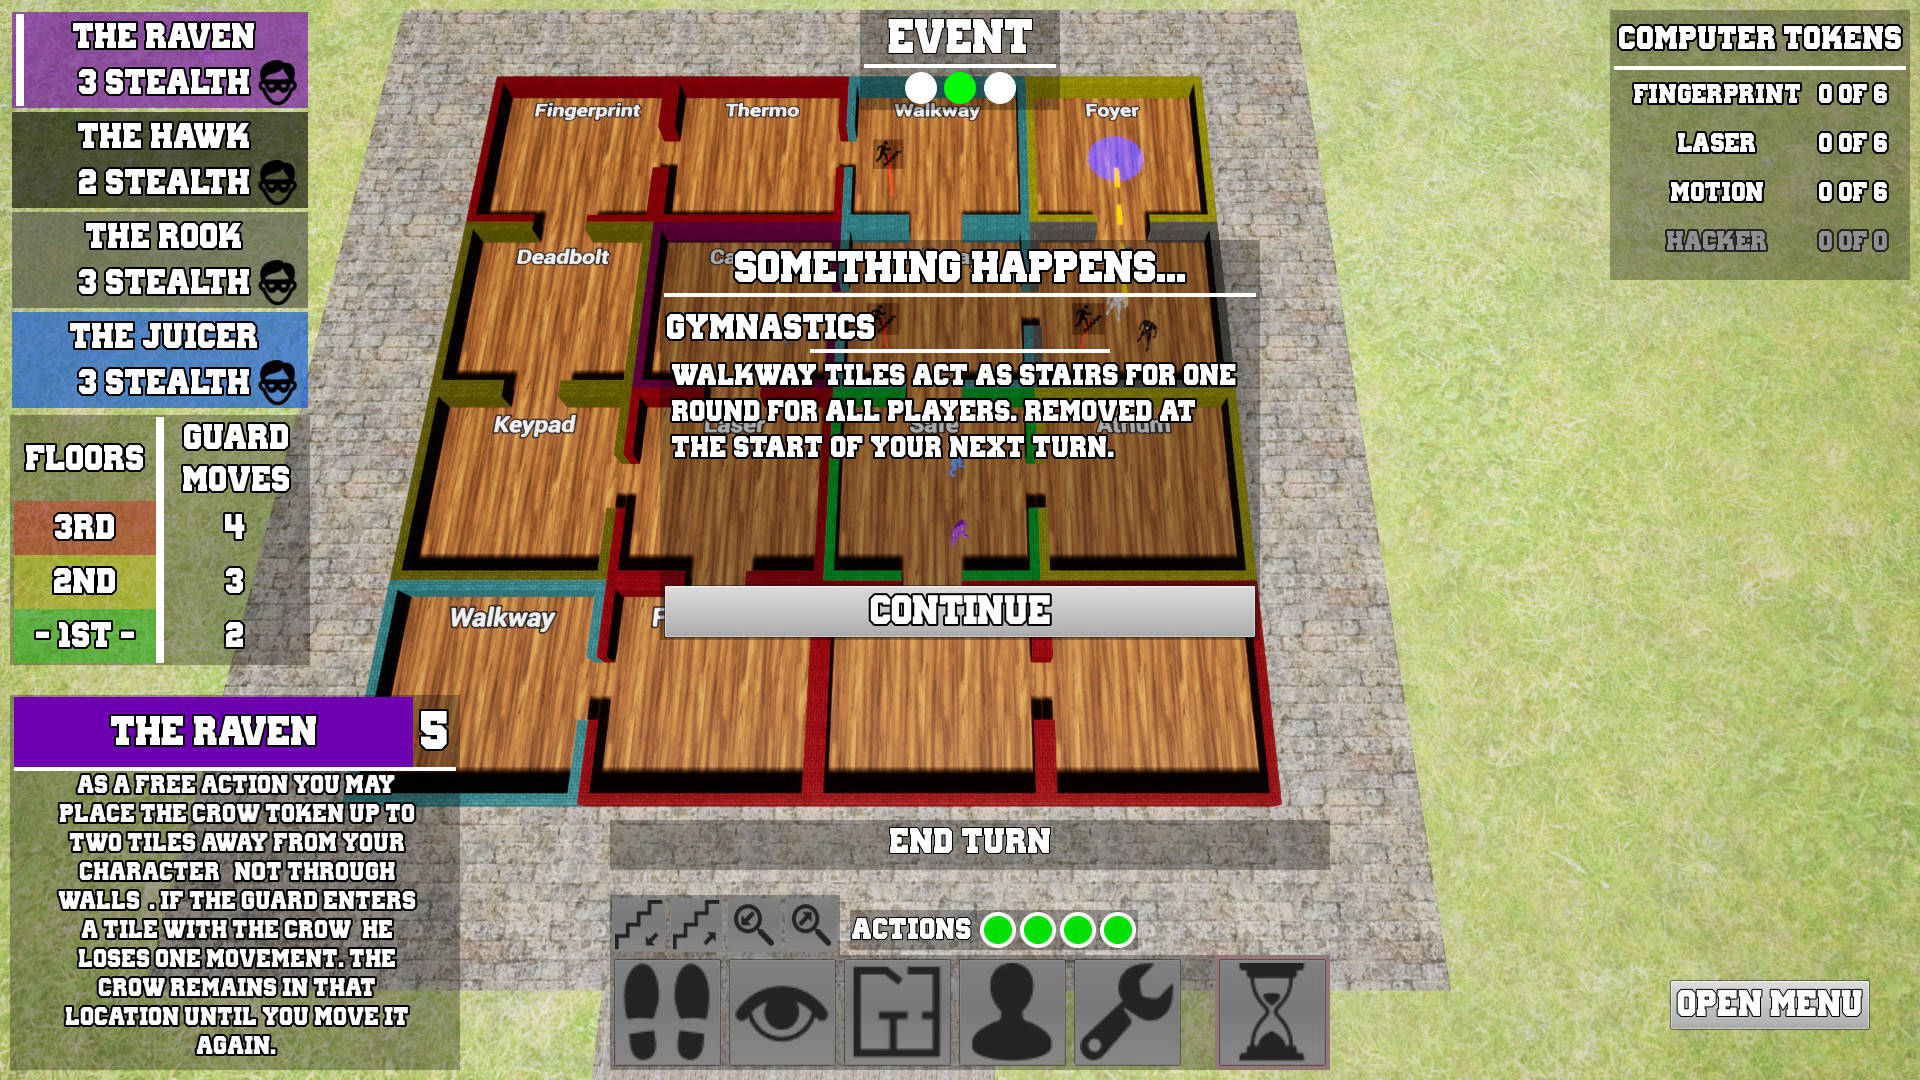 THE RAVEN
3 STEALTH
THE HAWK
2 STEALTH
THE ROOK
3 STEALTH
THE JUICER
3 STEALTH
FLOORS
GUARD
MOVES
3RD 4
2ND 3
- 1ST - 2
THE RAVEN 5
AS A FREE ACTION YOU MAY
PLACE THE CROW TOKEN UP TO
TWO TILES AWAY FROM YOUR
CHARACTER NOT THROUGH
WALLS . IF THE GUARD ENTERS
A TILE WITH THE CROW HE
LOSES ONE MOVEMENT. THE
CROW REMAINS IN THAT
LOCATION UNTIL YOU MOVE IT
AGAIN.
EVENT
Fingerprint
Thermo
Walkway
Foyer
Deadbolt
SOMETHING HAPPENS...
GYMNASTICS
WALKWAY TILES ACT AS STAIRS FOR ONE
ROUND FOR ALL PLAYERS. REMOVED AT
THE START OF YOUR NEXT TURN.
Keypad
Laser
Safe
Atrium
CONTINUE
Walkway
END TURN
ACTIONS
COMPUTER TOKENS
FINGERPRINT 0 OF 6
LASER 0 OF 6
MOTION 0 OF 6
HACKER 0 OF 0
OPEN MENU